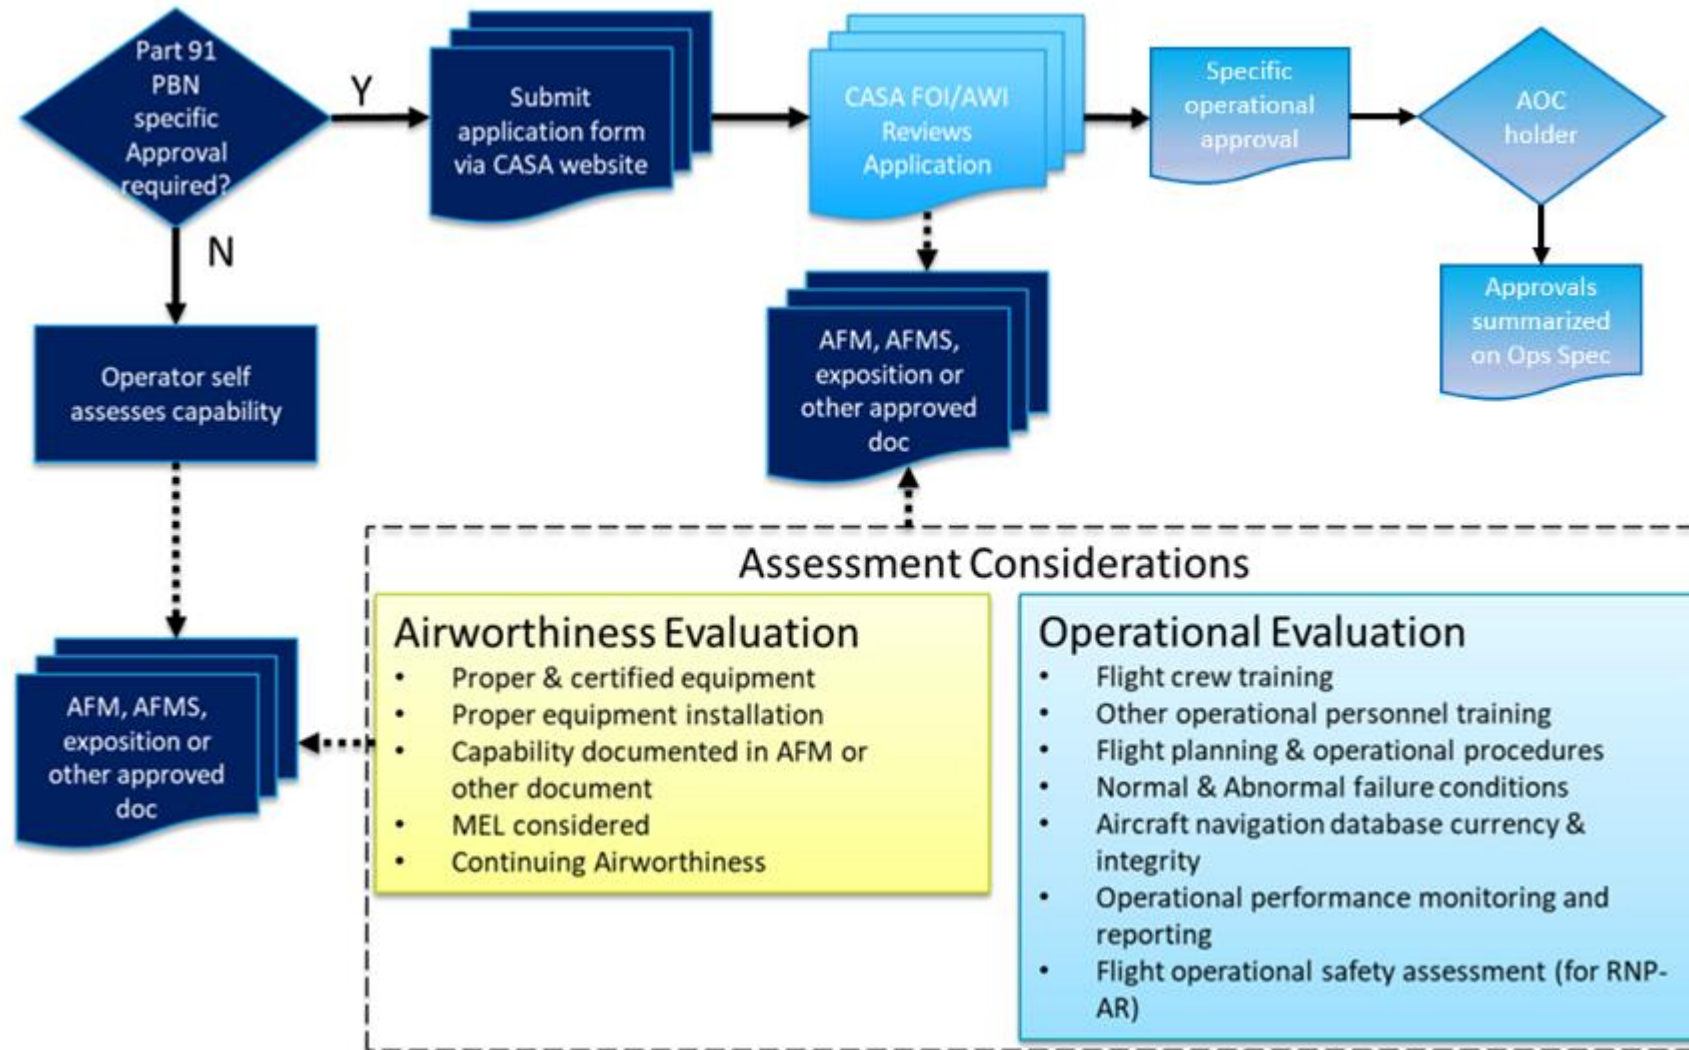 Part 91
PBN
specific
Approval
required?
Y
Submit
application form
via CASA website
CASA FOI/AWI
Reviews
Application
Specific
operational
approval
AOC
holder
N
Approvals
summarized
on Ops Spec
Operator self
assesses capability
AFM, AFMS,
exposition or
other approved
doc
AFM, AFMS,
exposition or
other approved
doc
Assessment Considerations
Airworthiness Evaluation
• Proper & certified equipment
• Proper equipment installation
• Capability documented in AFM or
other document
• MEL considered
• Continuing Airworthiness
Operational Evaluation
• Flight crew training
• Other operational personnel training
• Flight planning & operational procedures
• Normal & Abnormal failure conditions
• Aircraft navigation database currency &
integrity
• Operational performance monitoring and
reporting
• Flight operational safety assessment (for RNP-
AR)